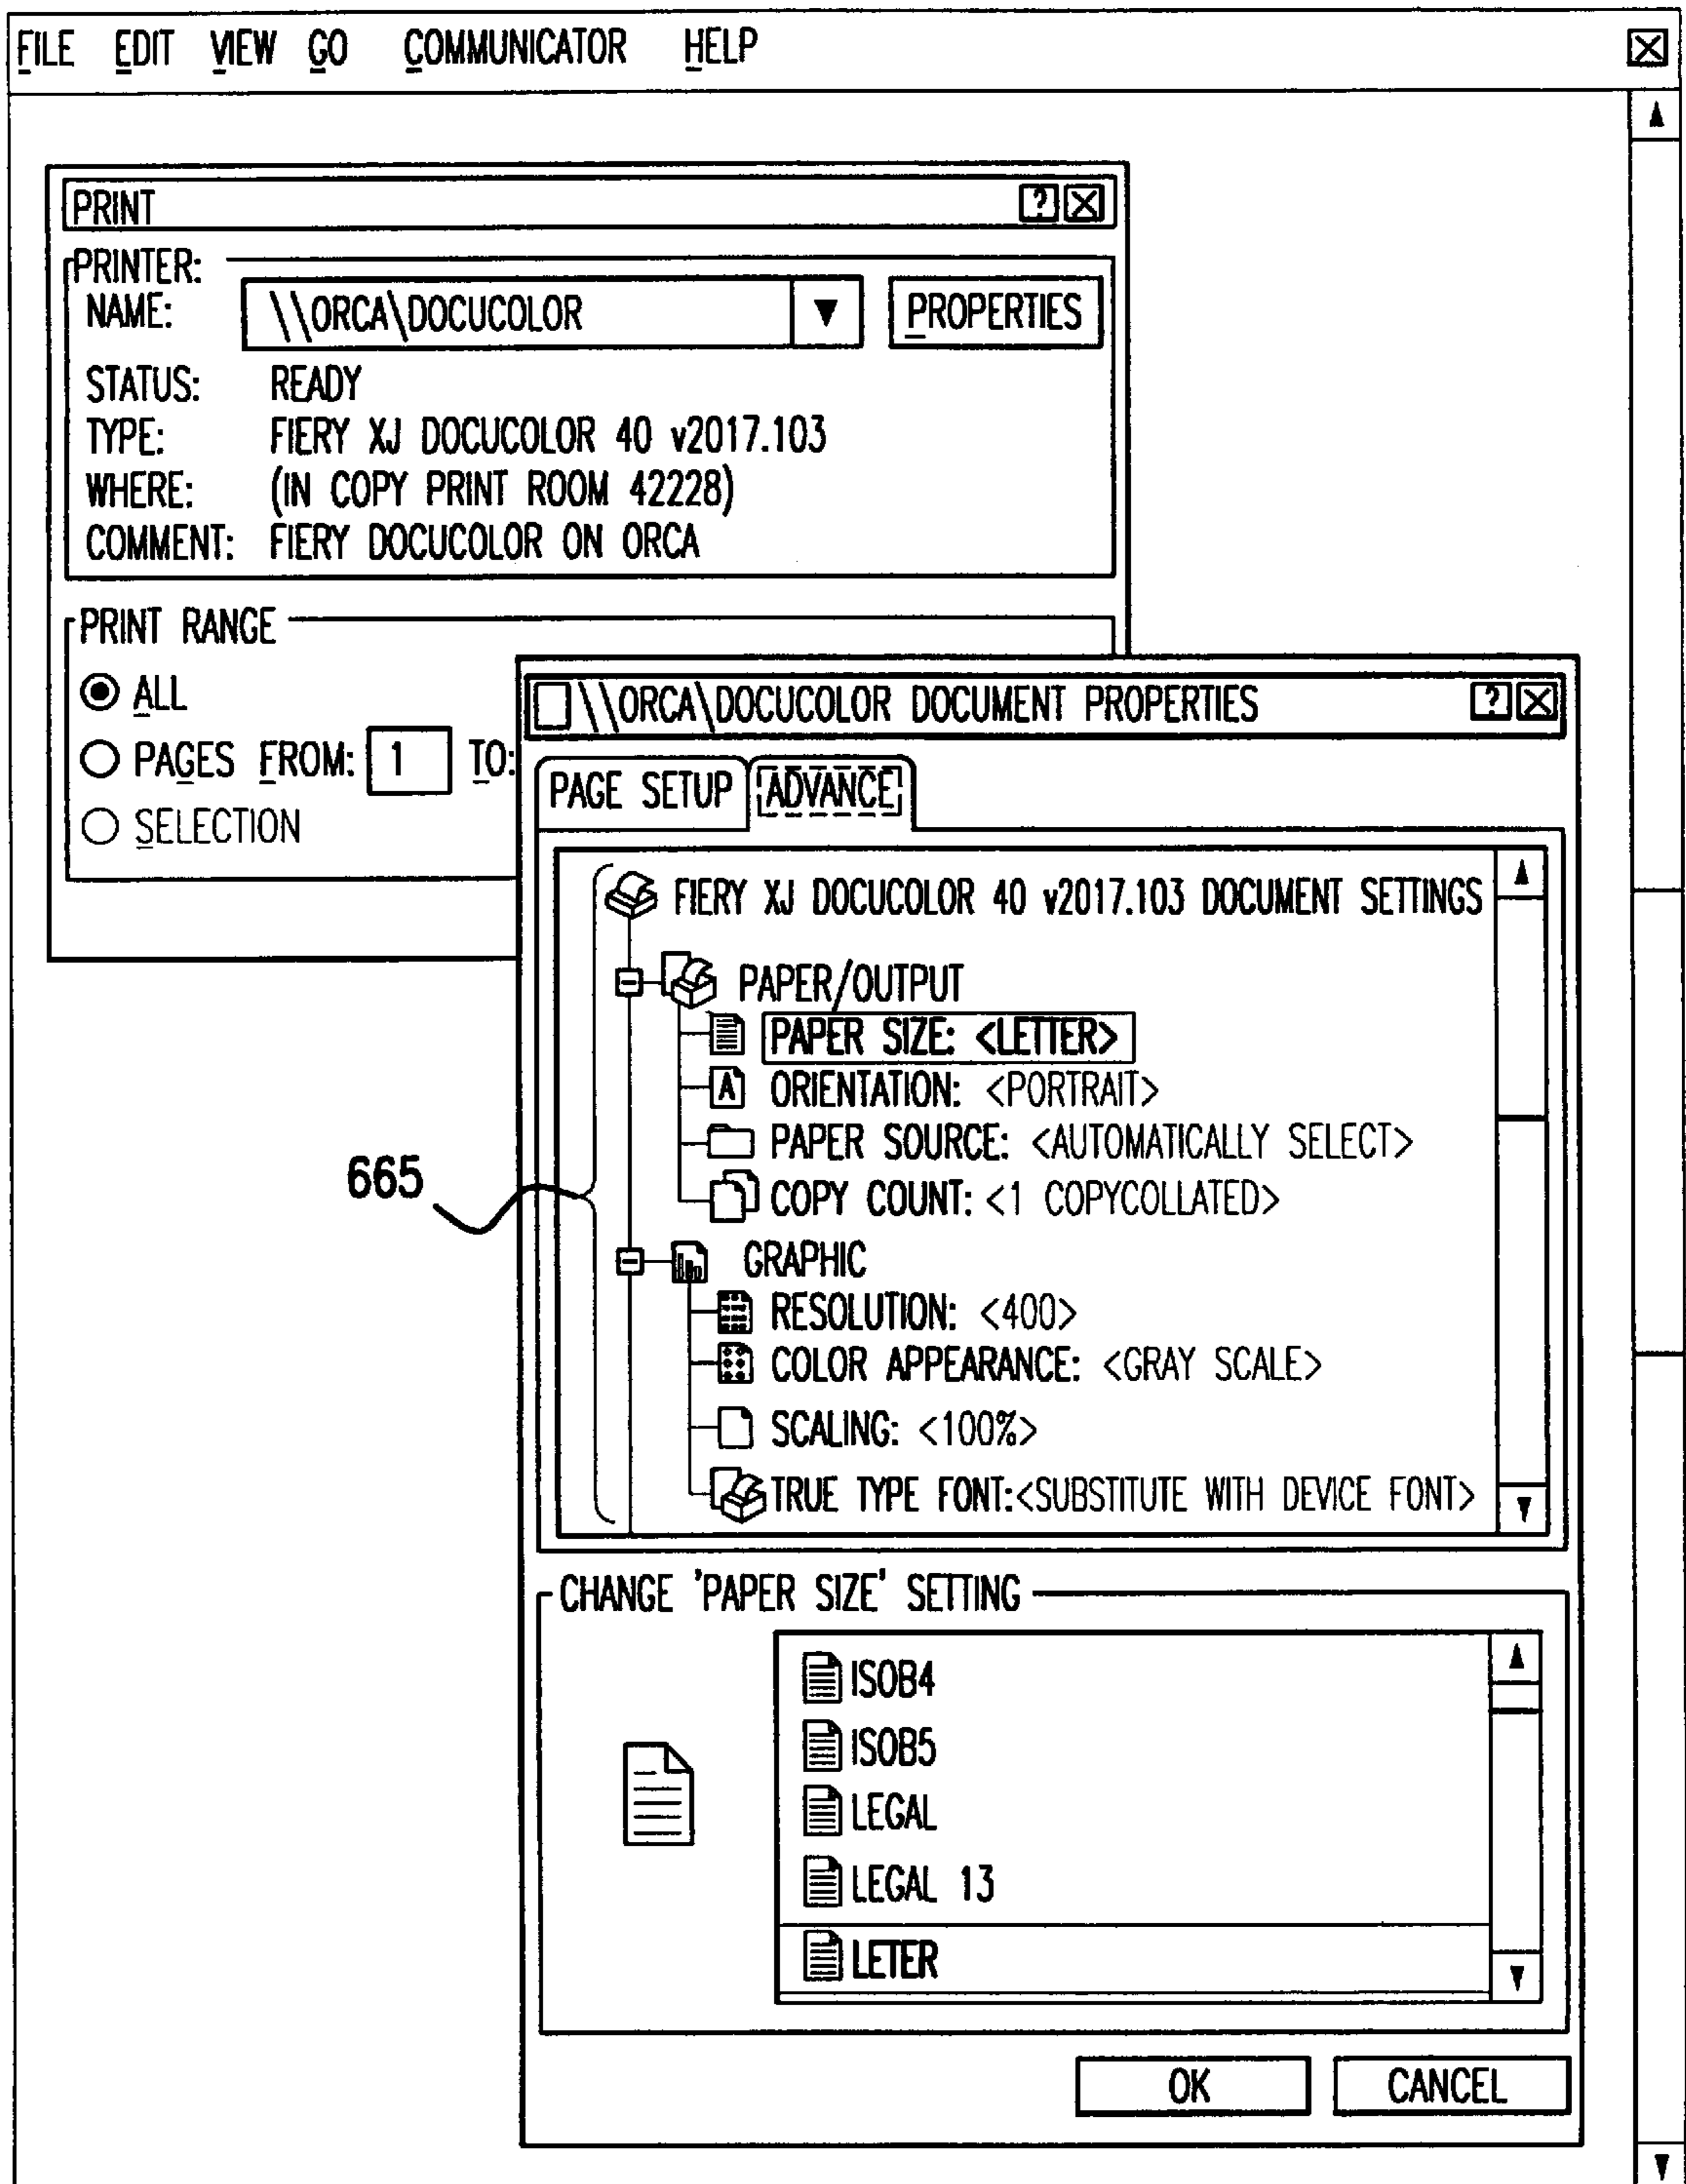 FILE EDIT VIEW GO COMMUNICATOR HELP
PRINT
PRINTER:
NAME: \\ORCA\DOCUCOLOR PROPERTIES
STATUS: READY
TYPE: FIERY XJ DOCUCOLOR 40 v2017.103
WHERE: (IN COPY PRINT ROOM 42228)
COMMENT: FIERY DOCUCOLOR ON ORCA
PRINT RANGE
ALL
PAGES FROM: 1 TO:
SELECTION
\\ORCA\DOCUCOLOR DOCUMENT PROPERTIES
PAGE SETUP ADVANCE
FIERY XJ DOCUCOLOR 40 v2017.103 DOCUMENT SETTINGS
PAPER/OUTPUT
PAPER SIZE: <LETTER>
ORIENTATION: <PORTRAIT>
PAPER SOURCE: <AUTOMATICALLY SELECT>
COPY COUNT: <1 COPYCOLLATED>
665
GRAPHIC
RESOLUTION: <400>
COLOR APPEARANCE: <GRAY SCALE>
SCALING: <100%>
TRUE TYPE FONT:<SUBSTITUTE WITH DEVICE FONT>
CHANGE 'PAPER SIZE' SETTING
ISOB4
ISOB5
LEGAL
LEGAL 13
LETER
OK CANCEL